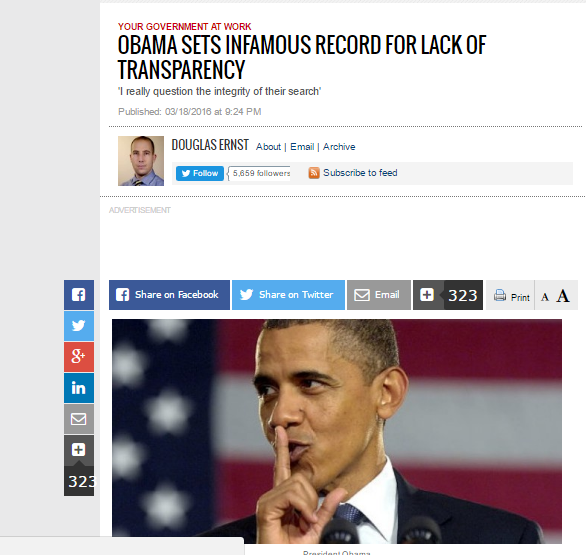 YOUR GOVERNMENT AT WORK
OBAMA SETS INFAMOUS RECORD FOR LACK OF
TRANSPARENCY
'I really question the integrity of their search'
Published: 03/18/2016 at 9:24 PM
DOUGLAS ERNST About | Email | Archive
Follow 5,659 followers Subscribe to feed
ADVERTISEMENT
Share on Facebook Share on Twitter Email 323 Print A A
g+
in
323
President Obama